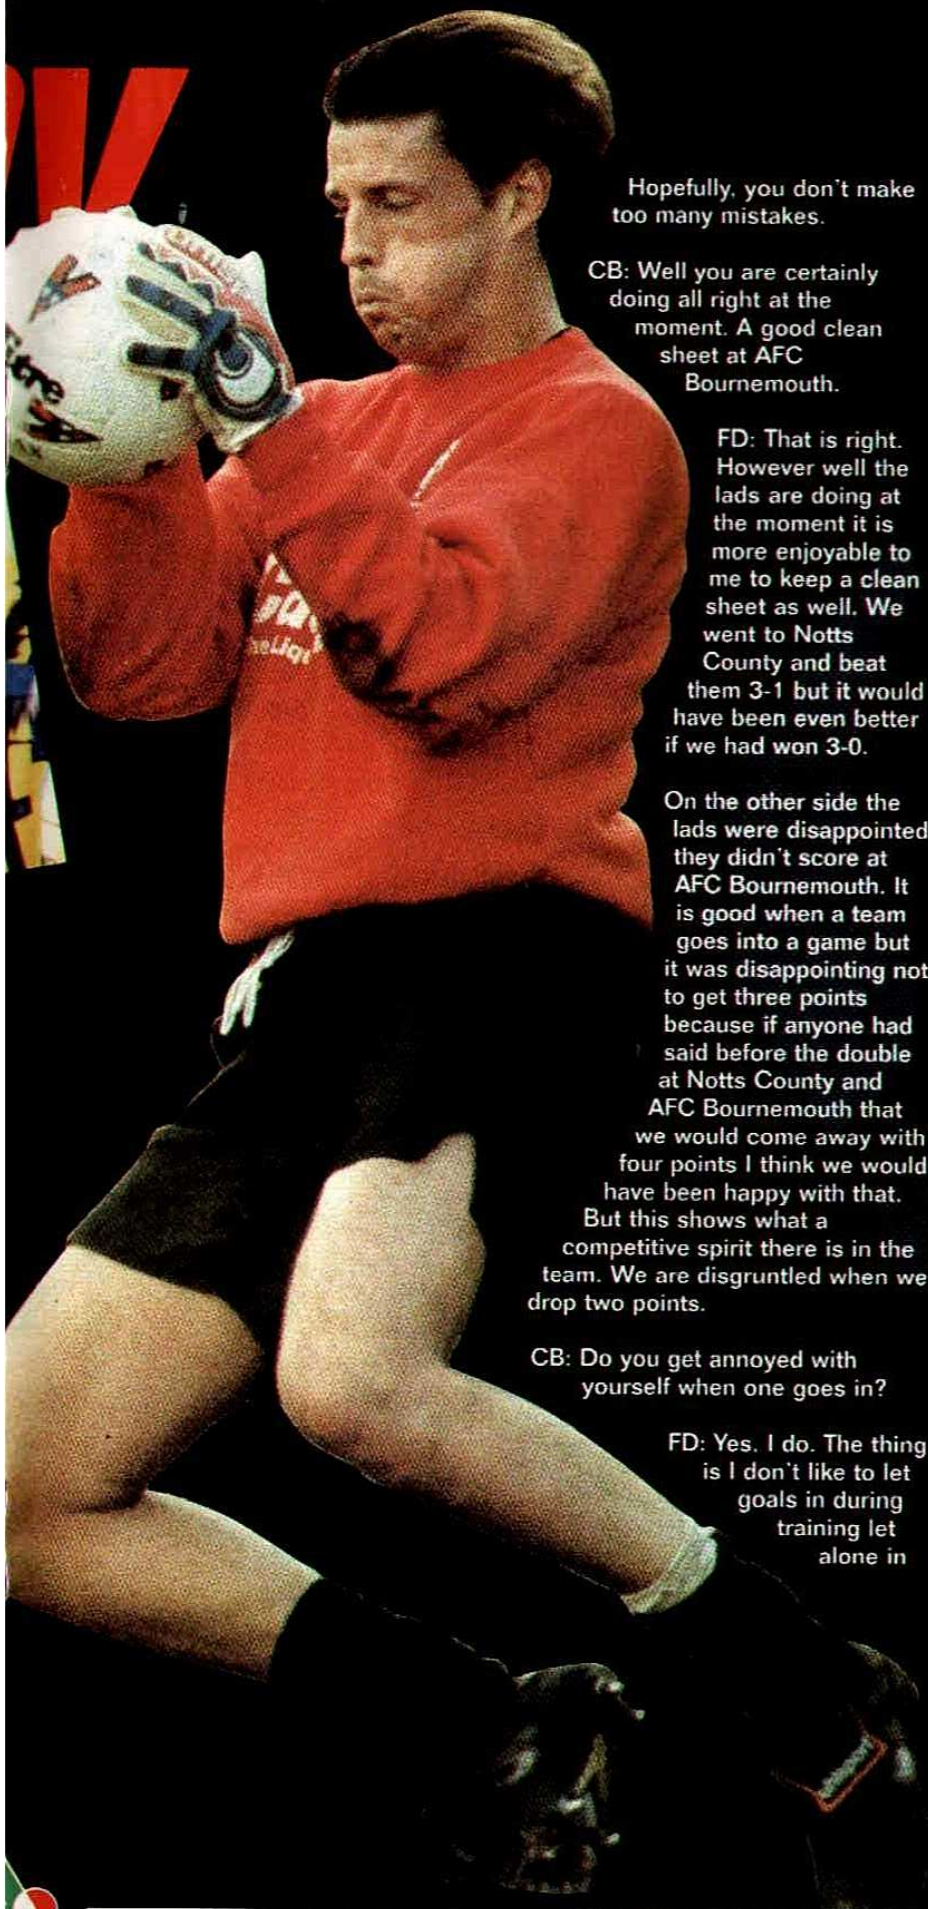 Hopefully, you don't make
too many mistakes.
CB: Well you are certainly
doing all right at the
moment. A good clean
sheet at AFC
Bournemouth.
FD: That is right.
However well the
lads are doing at
the moment it is
more enjoyable to
me to keep a clean
sheet as well. We
went to Notts
County and beat
them 3-1 but it would
have been even better
if we had won 3-0.
On the other side the
lads were disappointed
they didn't score at
AFC Bournemouth. It
is good when a team
goes into a game but
it was disappointing not
to get three points
because if anyone had
said before the double
at Notts County and
AFC Bournemouth that
we would come away with
four points I think we would
have been happy with that.
But this shows what a
competitive spirit there is in the
team. We are disgruntled when we
drop two points.
CB: Do you get annoyed with
yourself when one goes in?
FD: Yes, I do. The thing
is I don't like to let
goals in during
training let
alone in